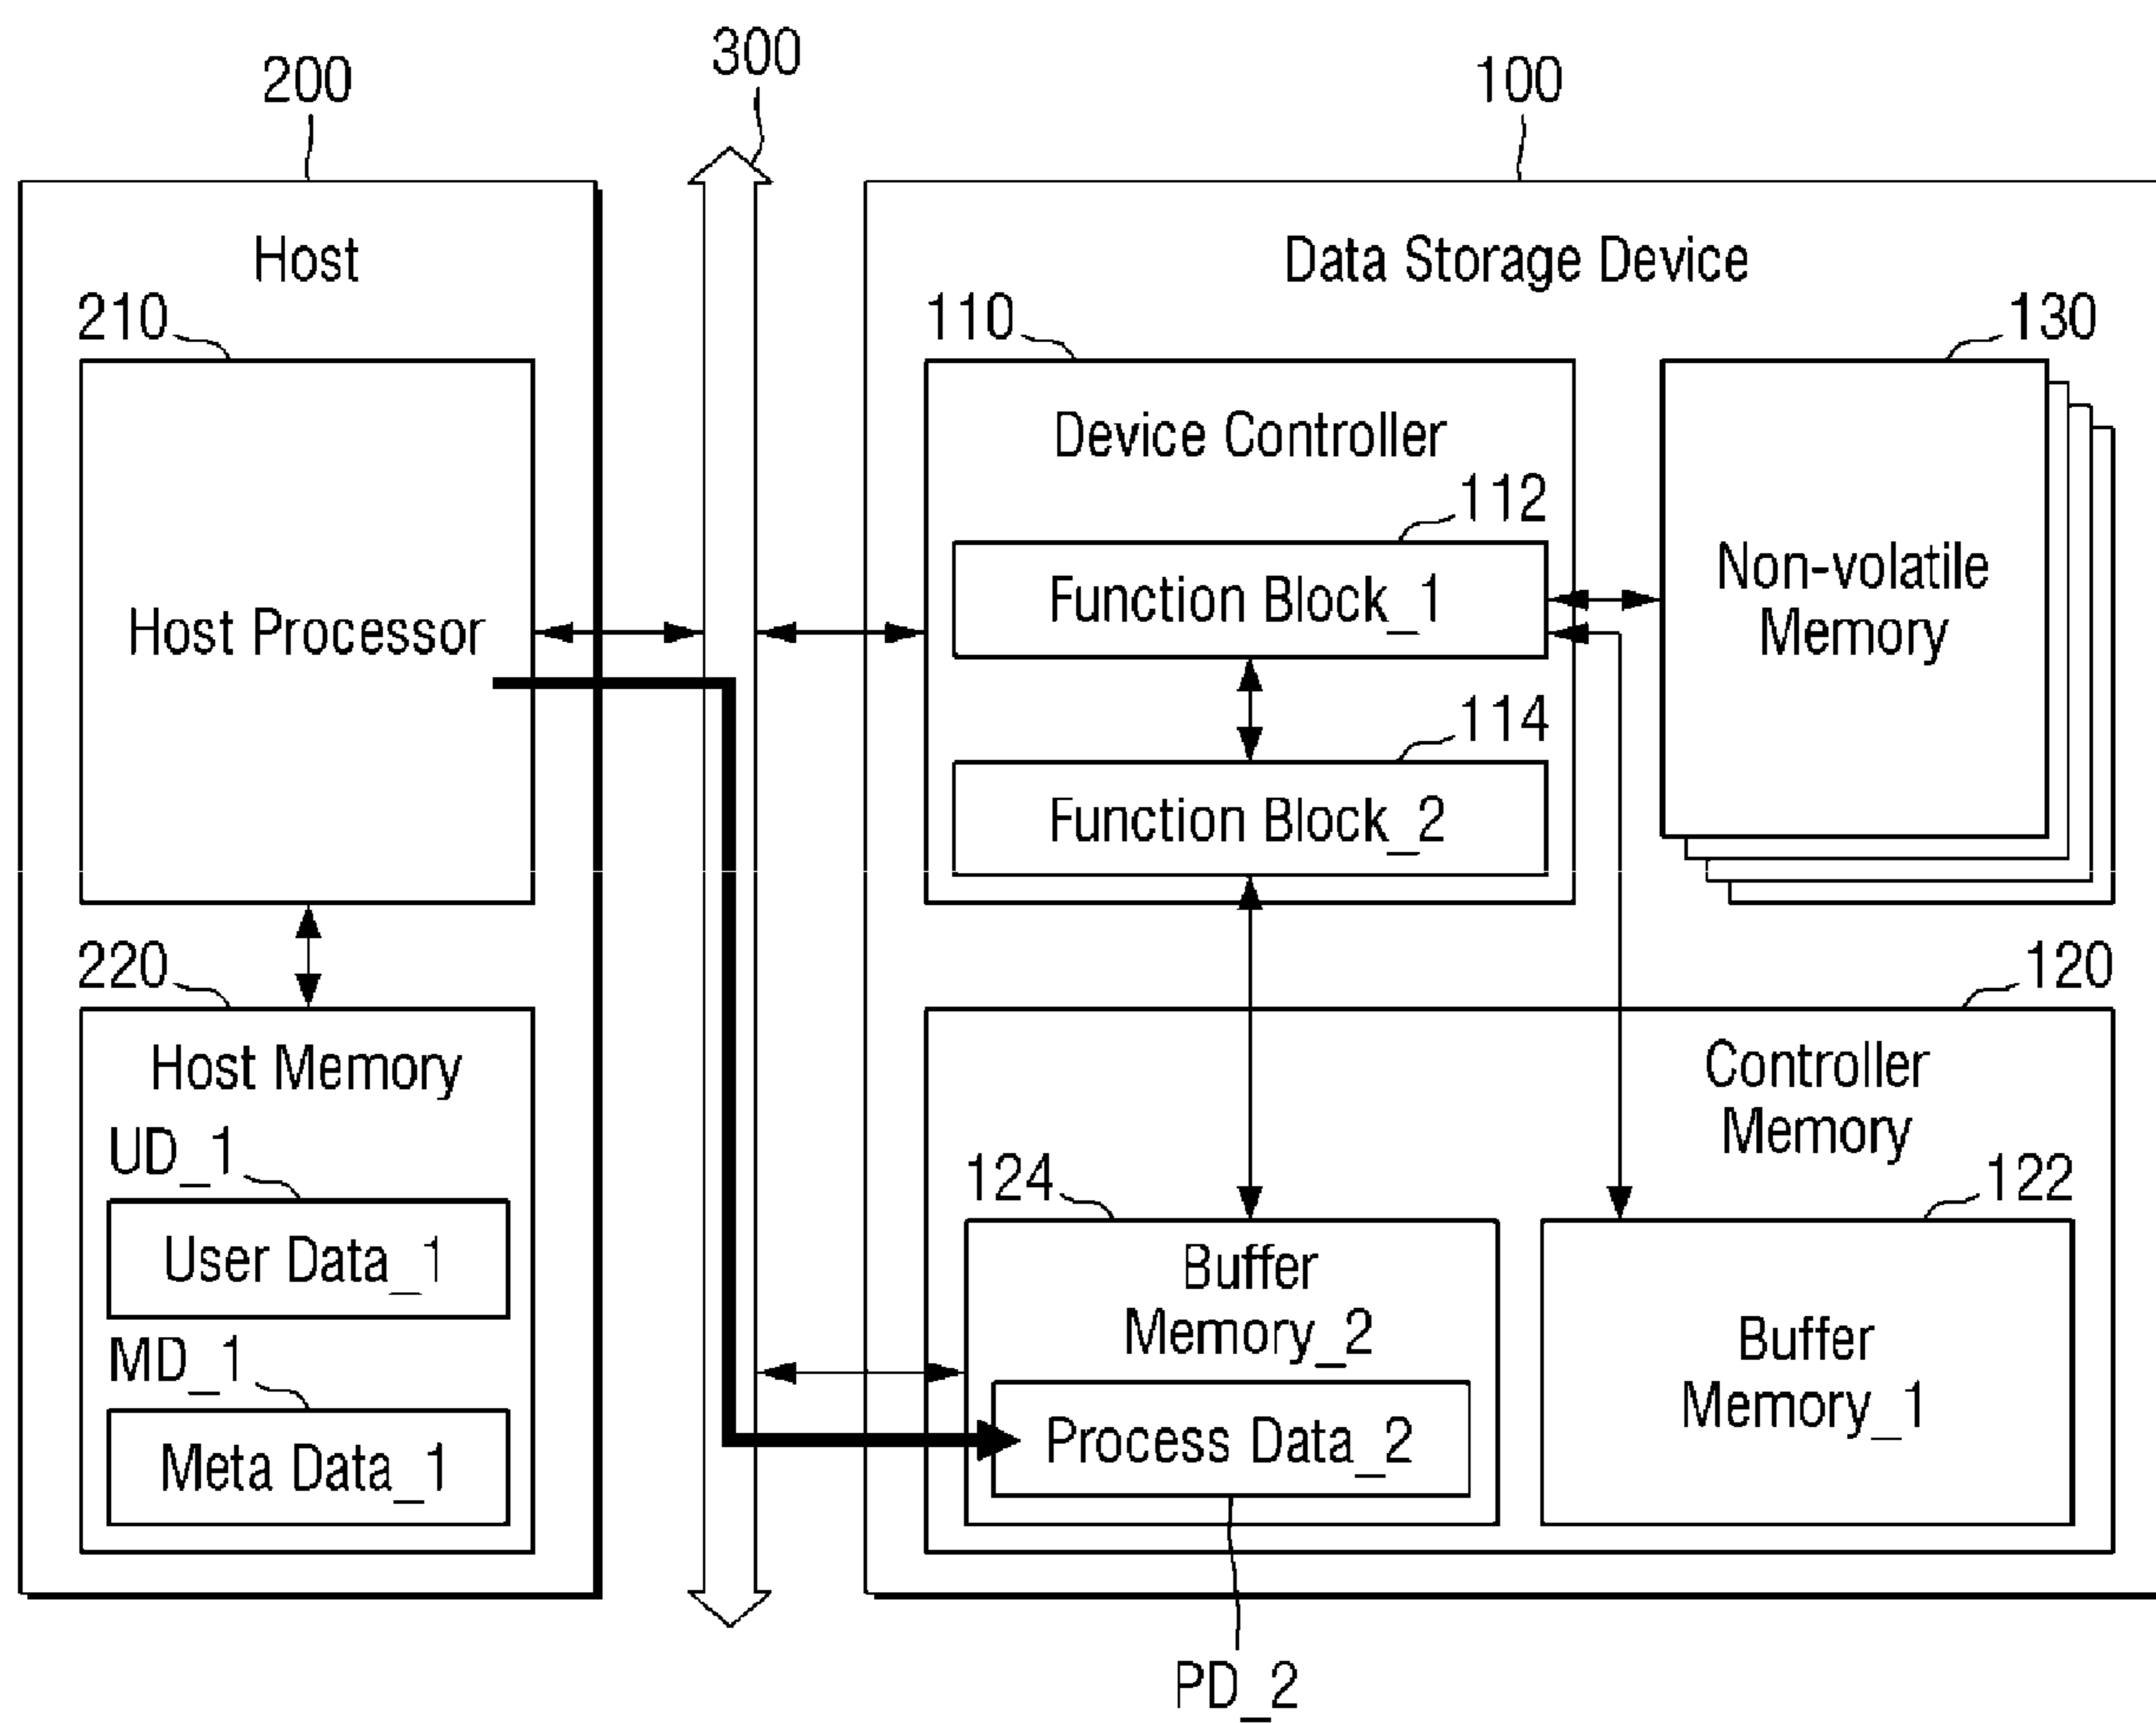 300
200
100
Host
Data Storage Device
210
110
130
Device Controller
112
Function Block_1
Non-volatile
Memory
Host Processor
114
Function Block_2
220
120
Host Memory
Controller
Memory
UD_1
124
122
User Data_1
Buffer
Memory_2
Buffer
Memory_1
MD_1
Meta Data_1
Process Data_2
PD_2